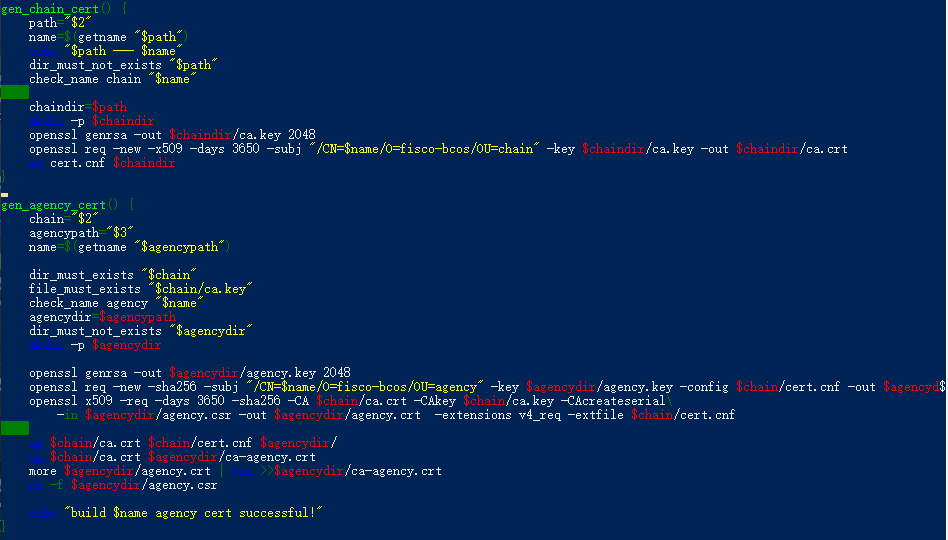 gen_chain_cert() {
    path="$2"
    name=$(getname "$path")
    echo "$path --- $name"
    dir_must_not_exists "$path"
    check_name chain "$name"

    chaindir=$path
    mkdir -p $chaindir
    openssl genrsa -out $chaindir/ca.key 2048
    openssl req -new -x509 -days 3650 -subj "/CN=$name/O=fisco-bcos/OU=chain" -key $chaindir/ca.key -out $chaindir/ca.crt
    cert.cnf $chaindir
}

gen_agency_cert() {
    chain="$2"
    agencypath="$3"
    name=$(getname "$agencypath")

    dir_must_exists "$chain"
    file_must_exists "$chain/ca.key"
    check_name agency "$name"
    agencydir=$agencypath
    dir_must_not_exists "$agencydir"
    mkdir -p $agencydir

    openssl genrsa -out $agencydir/agency.key 2048
    openssl req -new -sha256 -subj "/CN=$name/O=fisco-bcos/OU=agency" -key $agencydir/agency.key -config $chain/cert.cnf -out $agencyd$
    openssl x509 -req -days 3650 -sha256 -CA $chain/ca.crt -CAkey $chain/ca.key -CAcreateserial\
        -in $agencydir/agency.csr -out $agencydir/agency.crt  -extensions v4_req -extfile $chain/cert.cnf

    cp $chain/ca.crt $chain/cert.cnf $agencydir/
    cp $chain/ca.crt $agencydir/ca-agency.crt
    more $agencydir/agency.crt | cat >>$agencydir/ca-agency.crt
    rm -f $agencydir/agency.csr

    echo "build $name agency cert successful!"
}